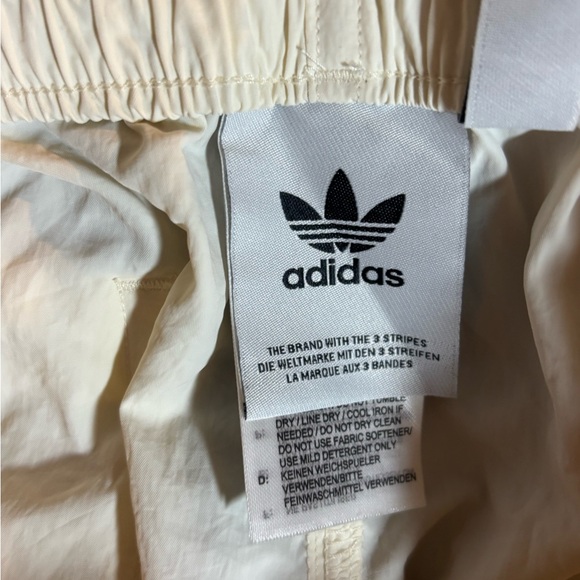 adidas
THE BRAND WITH THE 3 STRIPES
DIE WELTMARKE MIT DEN 3 STREIFEN
LA MARQUE AUX 3 BANDES
NOT TUMBLE
DRY / LINE DRY / COOL IRON IF
NEEDED / DO NOT DRY CLEAN
DO NOT USE FABRIC SOFTENER/
USE MILD DETERGENT ONLY
D: KEINEN WEICHSPUELER
VERWENDEN/BITTE
FEINWASCHMITTEL VERWENDEN